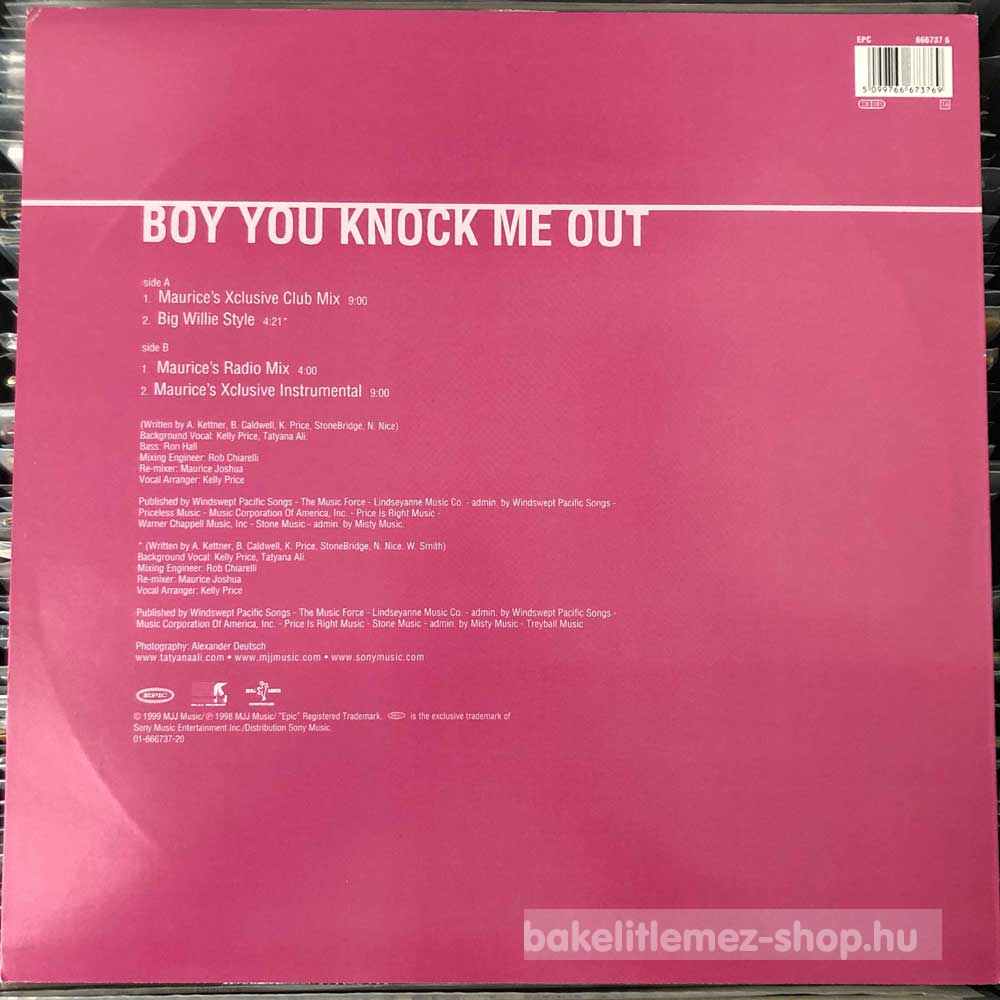 EPC 666737 6
5 099766 673769
BOY YOU KNOCK ME OUT
side A
1. Maurice's Xclusive Club Mix 9:00
2. Big Willie Style 4:21*
side B
1. Maurice's Radio Mix 4:00
2. Maurice's Xclusive Instrumental 9:00
(Written by A. Kettner, B. Caldwell, K. Price, StoneBridge, N. Nice)
Background Vocal: Kelly Price, Tatyana Ali.
Bass: Ron Hall
Mixing Engineer: Rob Chiarelli
Re-mixer: Maurice Joshua
Vocal Arranger: Kelly Price
Published by Windswept Pacific Songs - The Music Force - Lindseyanne Music Co. - admin. by Windswept Pacific Songs -
Priceless Music - Music Corporation Of America, Inc. - Price is Right Music -
Warner Chappell Music, Inc - Stone Music - admin. by Misty Music.
* (Written by A. Kettner, B. Caldwell, K. Price, StoneBridge, N. Nice, W. Smith)
Background Vocal: Kelly Price, Tatyana Ali.
Mixing Engineer: Rob Chiarelli
Re-mixer: Maurice Joshua
Vocal Arranger: Kelly Price
Published by Windswept Pacific Songs - The Music Force - Lindseyanne Music Co. - admin. by Windswept Pacific Songs -
Music Corporation Of America, Inc. - Price Is Right Music - Stone Music - admin. by Misty Music - Treyball Music
Photography: Alexander Deutsch
www.tatyanaali.com • www.mjjmusic.com • www.sonymusic.com
epic
© 1999 MJJ Music/ ℗ 1998 MJJ Music/ "Epic" Registered Trademark. is the exclusive trademark of
Sony Music Entertainment Inc./Distribution Sony Music.
01-666737-20
bakelitlemez-shop.hu